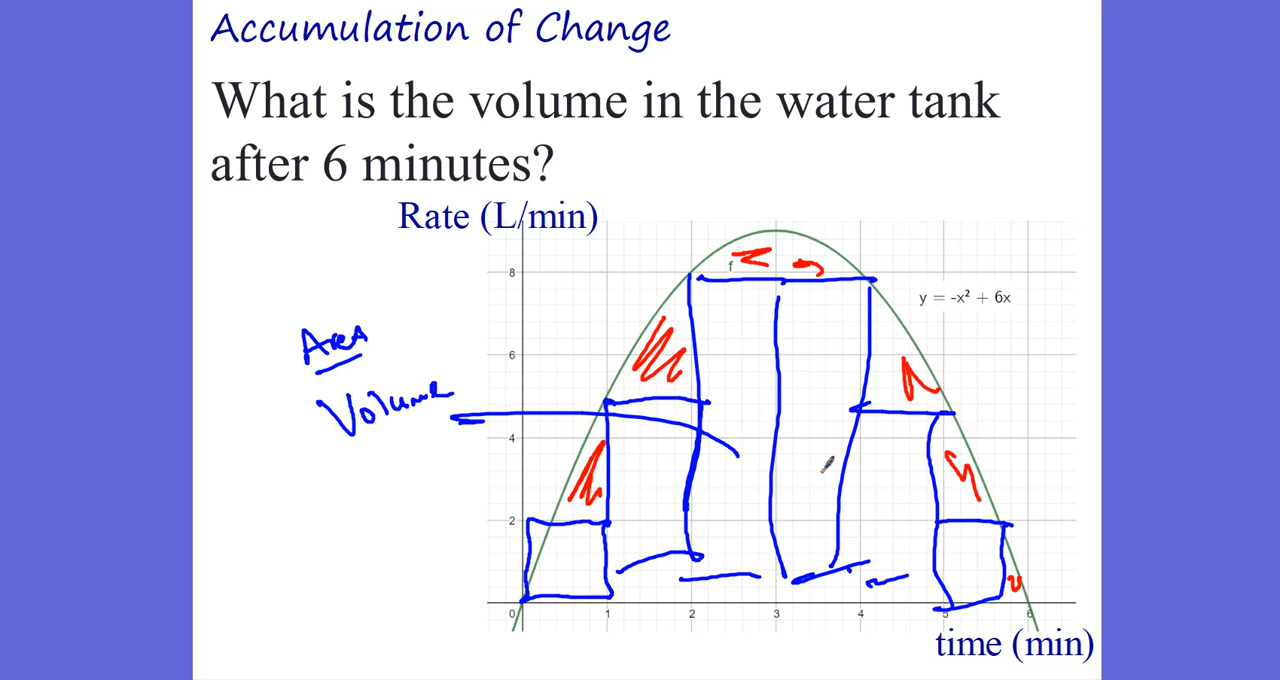 Accumulation of Change
What is the volume in the water tank
after 6 minutes?
Rate (L/min)
f
8
y = -x² + 6x
Area
6
Volume
4
2
0 1 2 3 4 5 6
time (min)